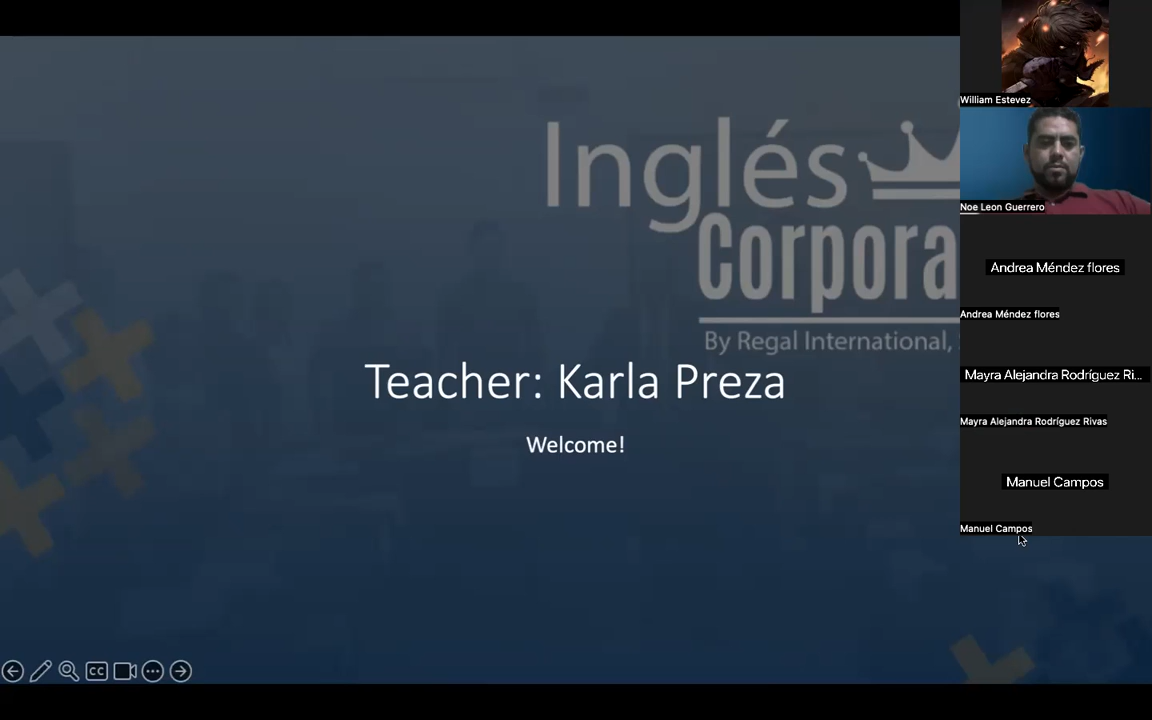 Inglés
Corpora
By Regal International,
Teacher: Karla Preza
Welcome!
CC
William Estevez
Noe Leon Guerrero
Andrea Méndez flores
Andrea Méndez flores
Mayra Alejandra Rodríguez Ri...
Mayra Alejandra Rodríguez Rivas
Manuel Campos
Manuel Campos